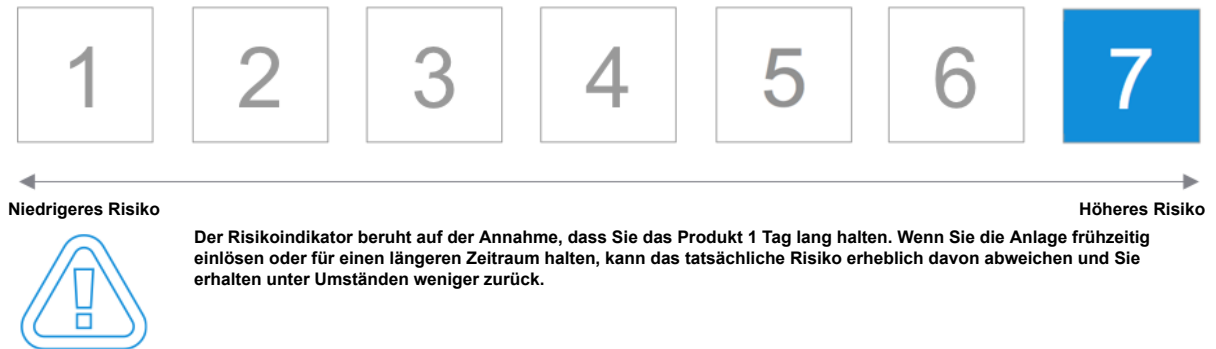 1 2 3 4 5 6 7
Niedrigeres Risiko Höheres Risiko
Der Risikoindikator beruht auf der Annahme, dass Sie das Produkt 1 Tag lang halten. Wenn Sie die Anlage frühzeitig
einlösen oder für einen längeren Zeitraum halten, kann das tatsächliche Risiko erheblich davon abweichen und Sie
erhalten unter Umständen weniger zurück.